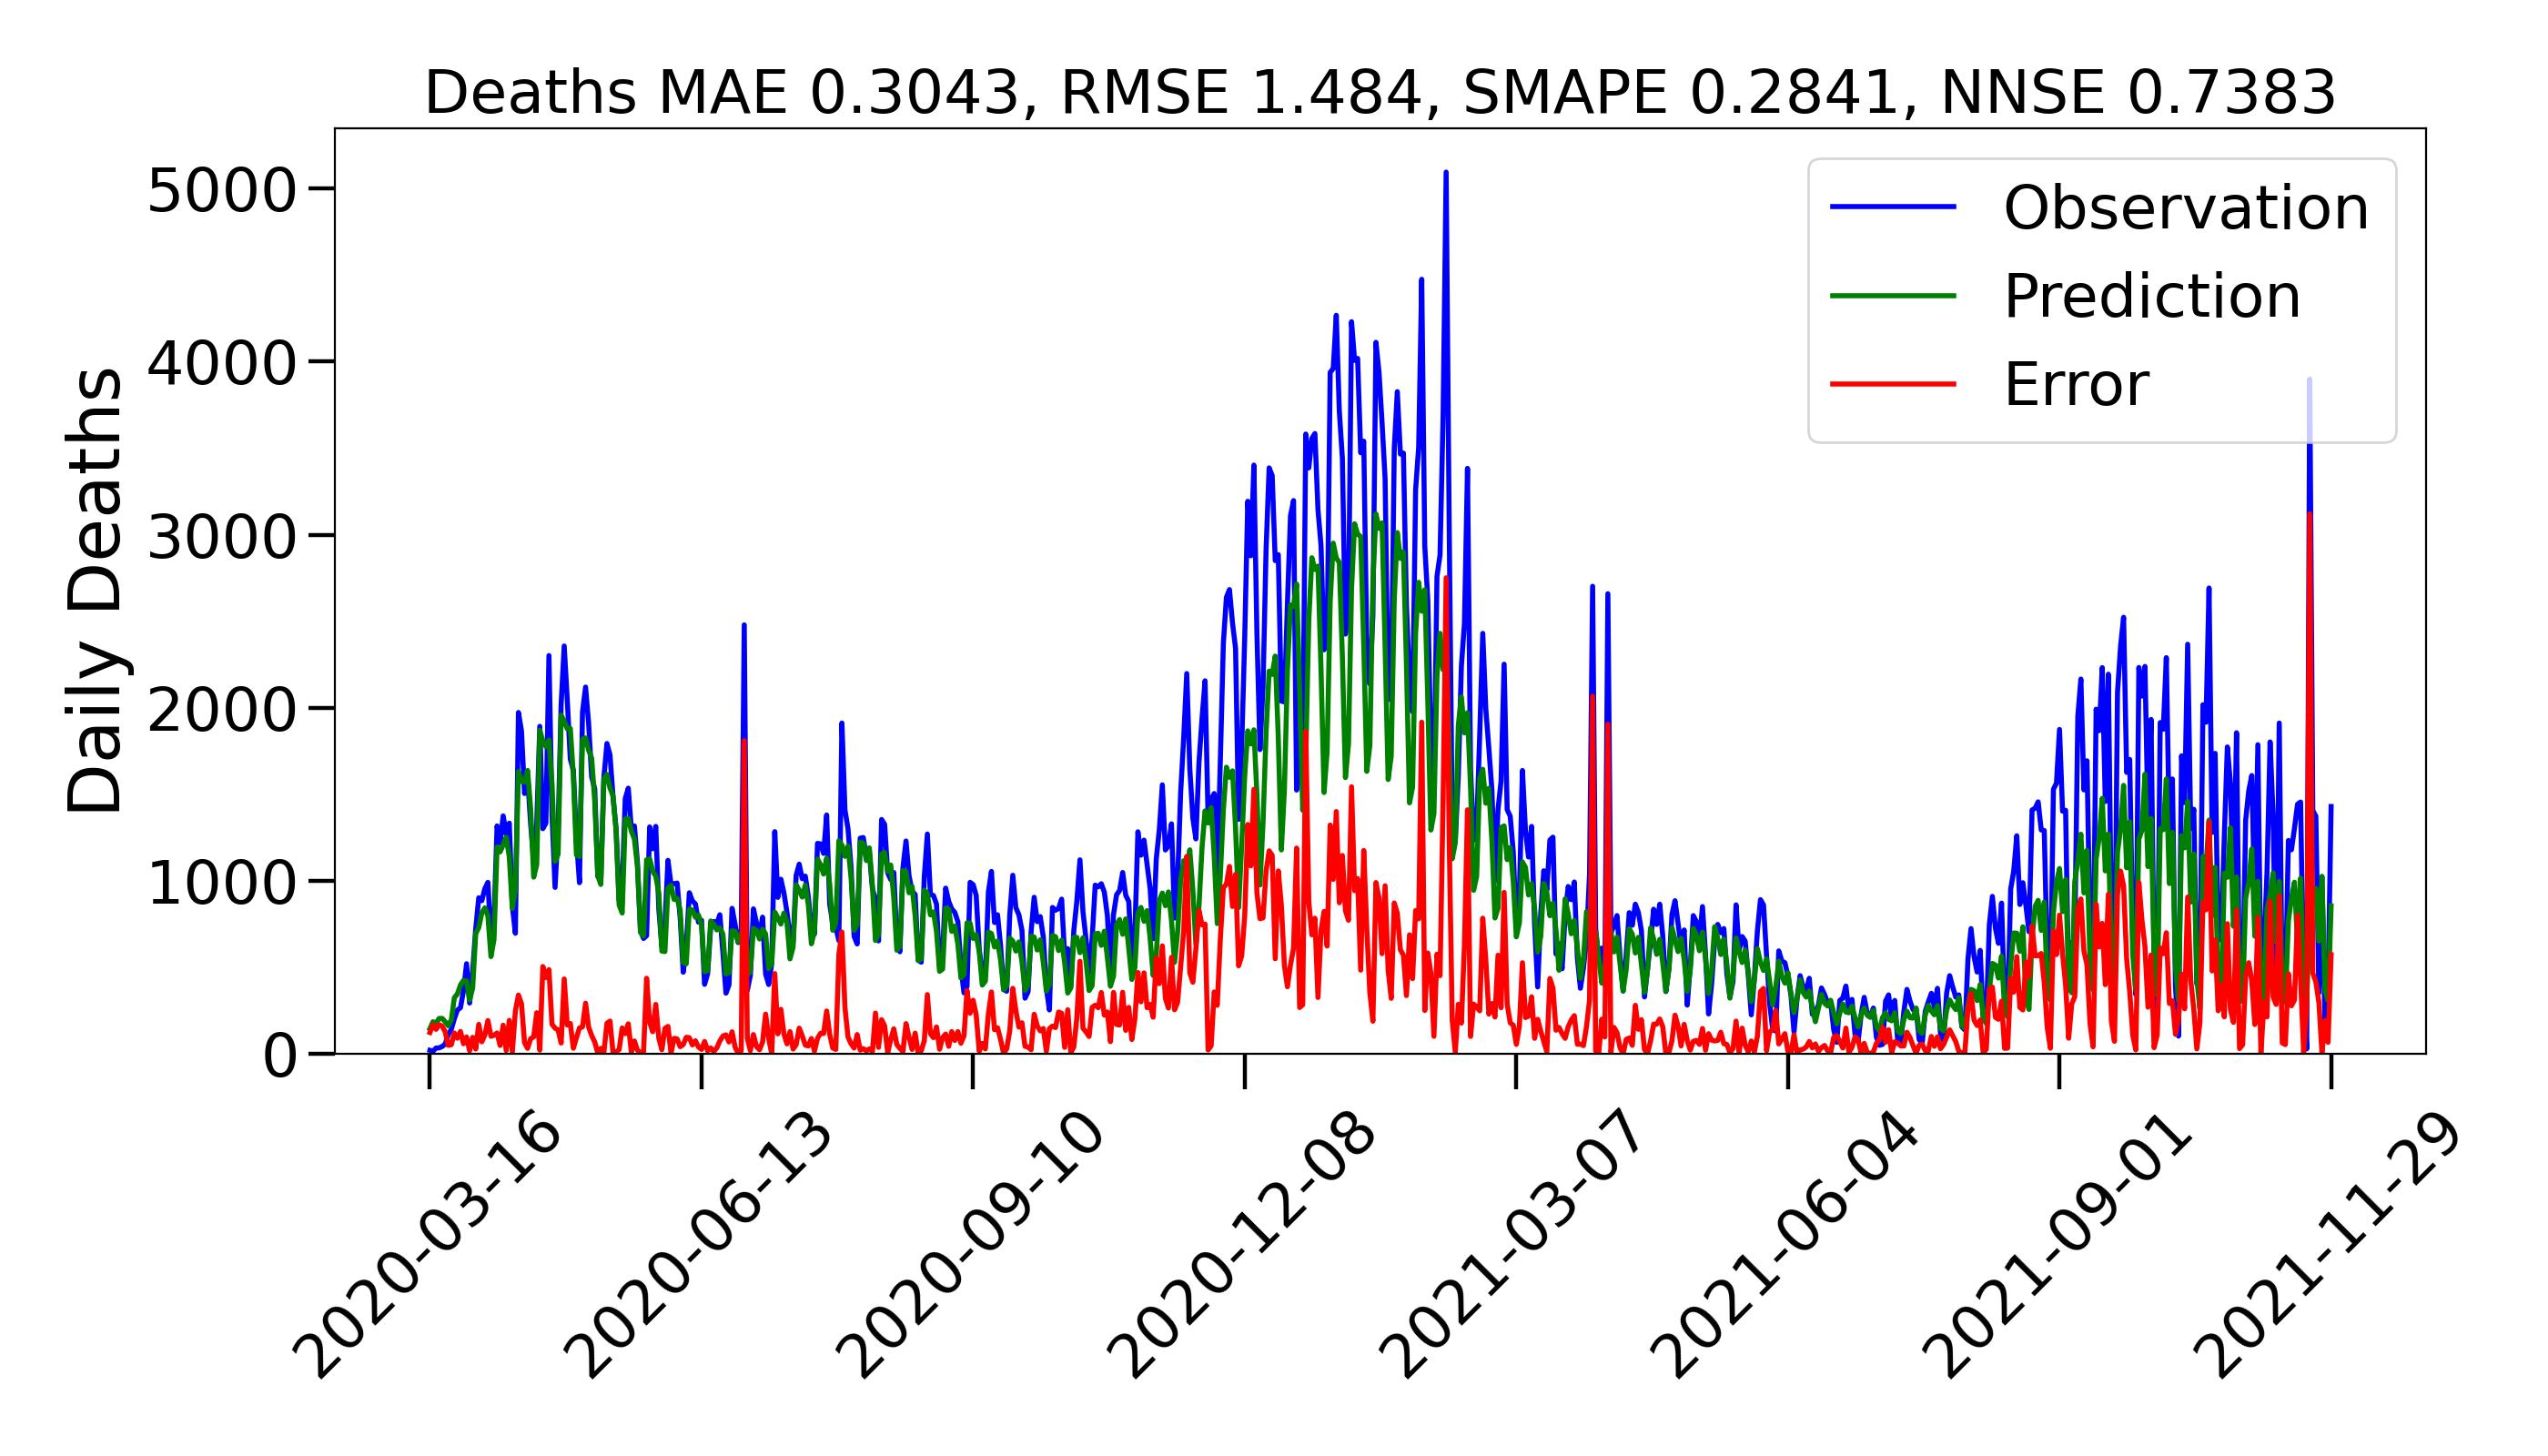 Deaths MAE 0.3043, RMSE 1.484, SMAPE 0.2841, NNSE 0.7383
Daily Deaths
5000
4000
3000
2000
1000
0
Observation
Prediction
Error
2020-03-16
2020-06-13
2020-09-10
2020-12-08
2021-03-07
2021-06-04
2021-09-01
2021-11-29